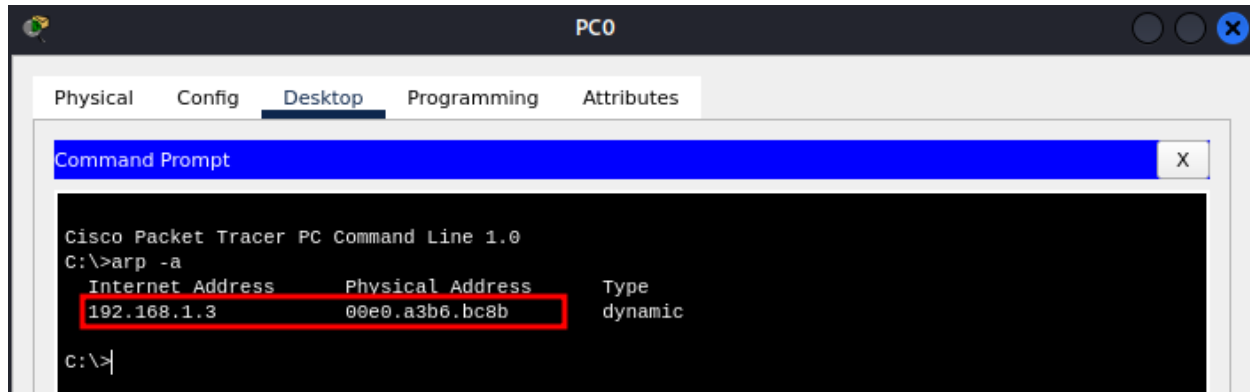 PC0
Physical Config Desktop Programming Attributes
Command Prompt X
Cisco Packet Tracer PC Command Line 1.0
C:\>arp -a
Internet Address Physical Address Type
192.168.1.3 00e0.a3b6.bc8b dynamic
C:\>